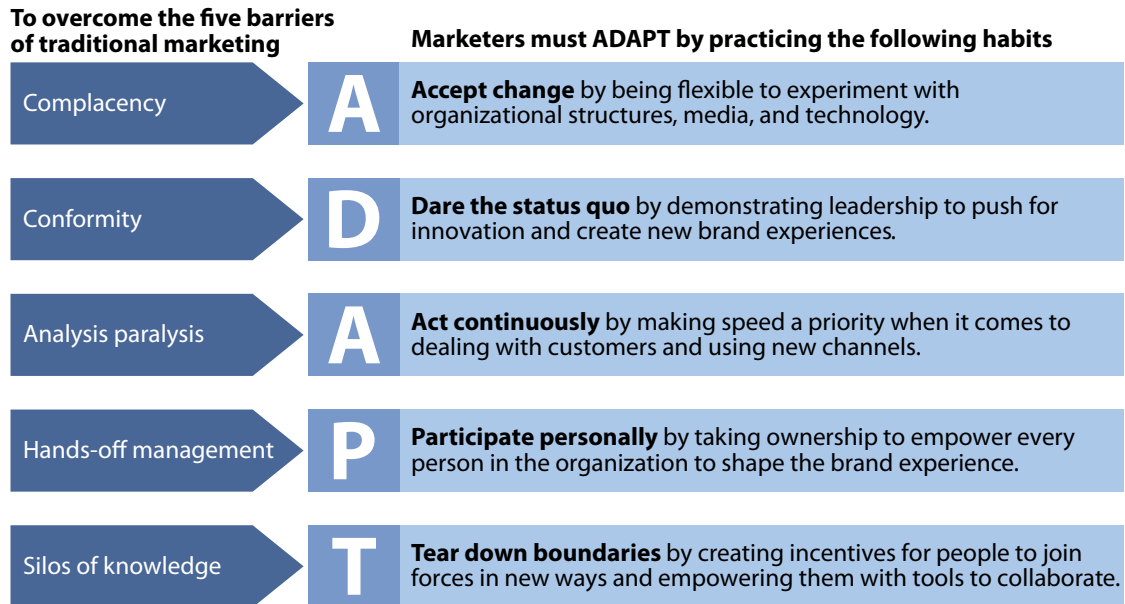 To overcome the five barriers
of traditional marketing
Marketers must ADAPT by practicing the following habits
Complacency
A
Accept change by being flexible to experiment with
organizational structures, media, and technology.
Conformity
D
Dare the status quo by demonstrating leadership to push for
innovation and create new brand experiences.
Analysis paralysis
A
Act continuously by making speed a priority when it comes to
dealing with customers and using new channels.
Hands-off management
P
Participate personally by taking ownership to empower every
person in the organization to shape the brand experience.
Silos of knowledge
T
Tear down boundaries by creating incentives for people to join
forces in new ways and empowering them with tools to collaborate.